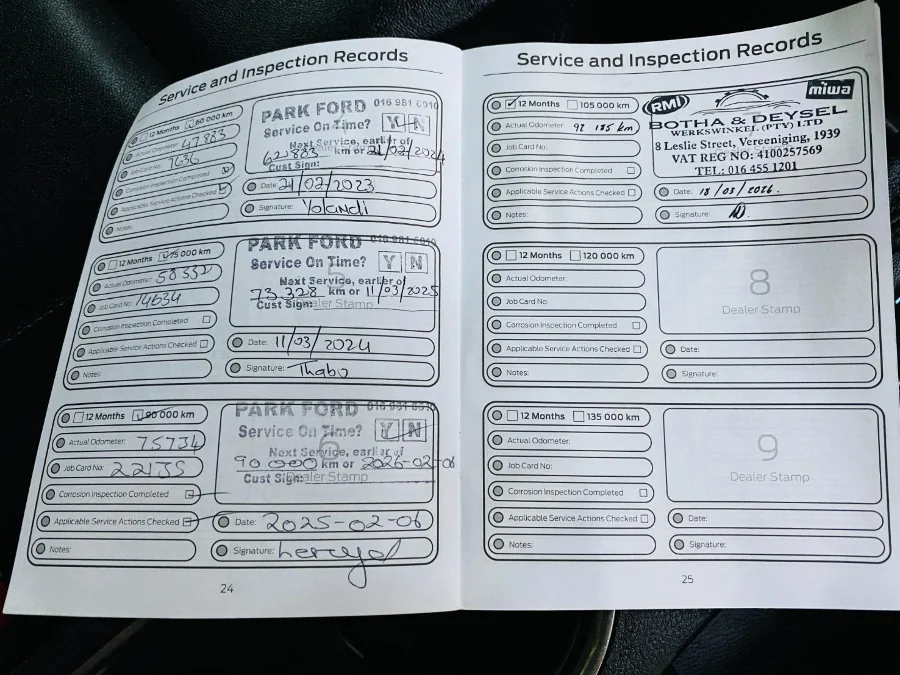 Service and Inspection Records
12 Months 60 000 km
Actual Odometer: 47883
Job Card No: 7636
Corrosion Inspection Completed
Applicable Service Actions Checked
Notes:
PARK FORD 016 981 6910
Service On Time? Y N
Next Service, earlier of
62883 km or 21/02/2024
Cust Sign:
Date 21/02/2023
Signature: Yolandi
12 Months 75 000 km
Actual Odometer: 58332
Job Card No: 14634
Corrosion Inspection Completed
Applicable Service Actions Checked
Notes:
PARK FORD 016 981 6910
Service On Time? Y N
5
Next Service, earlier of
73 328 km or 11/03/2025
Cust Sign: Dealer Stamp
Date: 11/03/2024
Signature: Thabo
12 Months 90 000 km
Actual Odometer: 75734
Job Card No: 22135
Corrosion Inspection Completed
Applicable Service Actions Checked
Notes:
PARK FORD 016 981 6910
Service On Time? Y N
6
Next Service, earlier of
90 000 km or 2026-02-06
Cust Sign: Dealer Stamp
Date: 2025-02-06
Signature:
24
Service and Inspection Records
12 Months 105 000 km
Actual Odometer: 92 185 km
Job Card No:
Corrosion Inspection Completed
Applicable Service Actions Checked
Notes:
RMI miwa
BOTHA & DEYSEL
WERKSWINKEL (PTY) LTD
8 Leslie Street, Vereeniging, 1939
VAT REG NO: 4100257569
TEL: 016 455 1201
Date: 18/03/2026.
Signature:
12 Months 120 000 km
Actual Odometer:
Job Card No:
Corrosion Inspection Completed
Applicable Service Actions Checked
Notes:
8
Dealer Stamp
Date:
Signature:
12 Months 135 000 km
Actual Odometer:
Job Card No:
Corrosion Inspection Completed
Applicable Service Actions Checked
Notes:
9
Dealer Stamp
Date:
Signature:
25